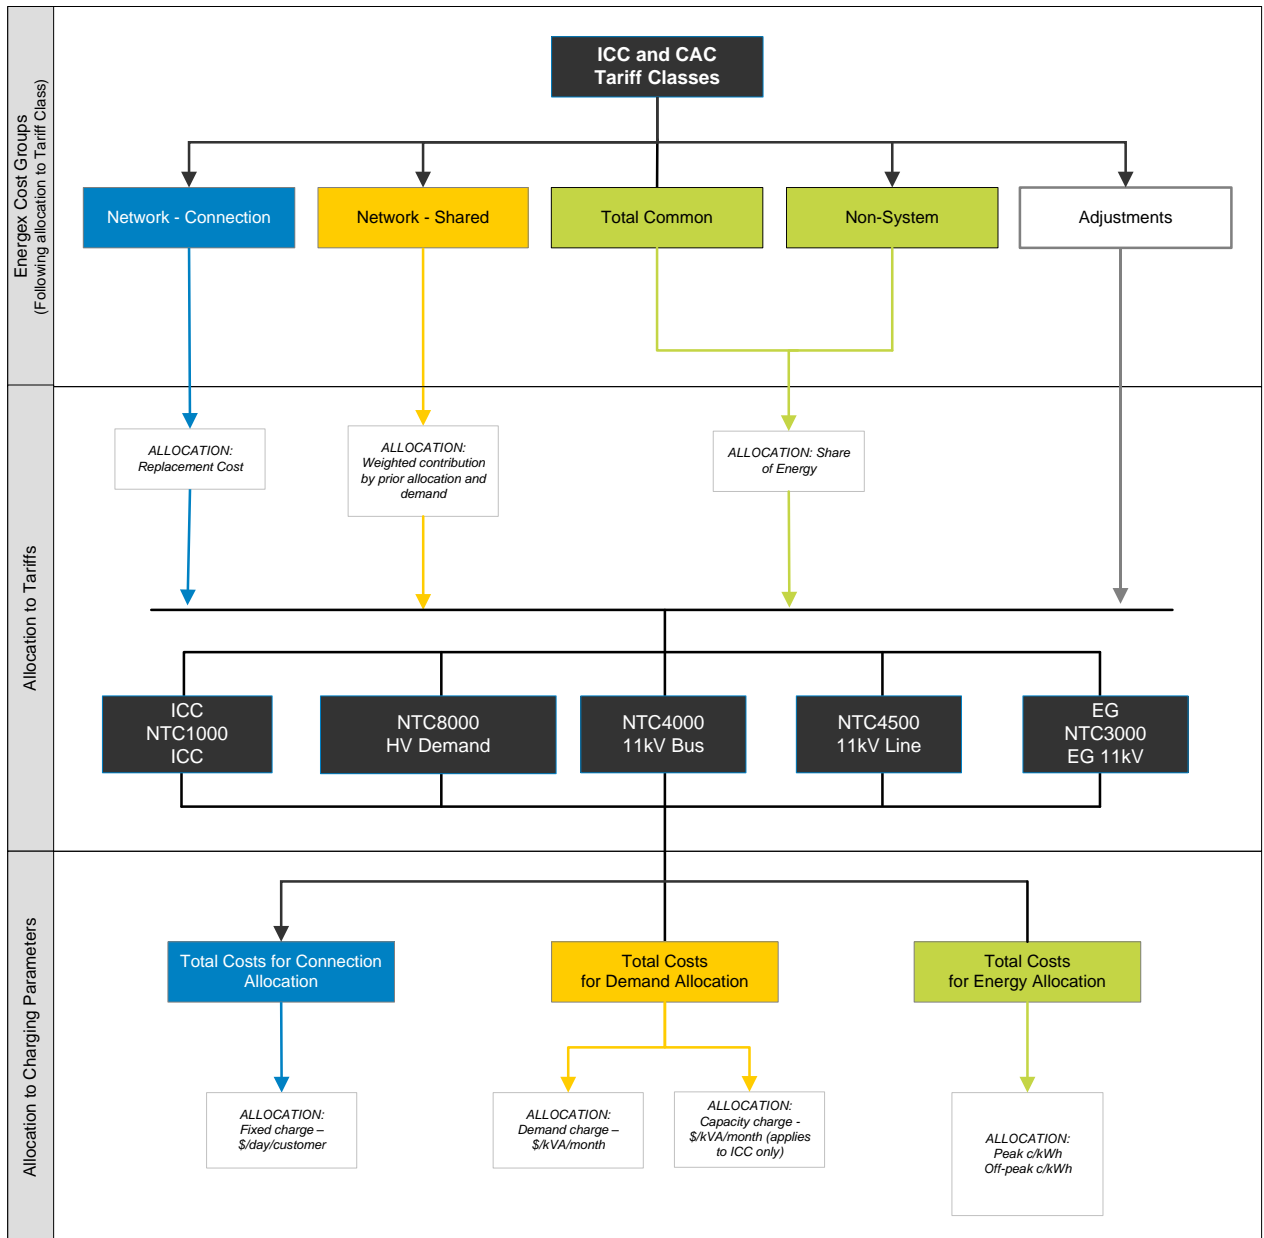 ICC and CAC
Tariff Classes
Energex Cost Groups
(Following allocation to Tariff Class)
Network - Connection
Network - Shared
Total Common
Non-System
Adjustments
Allocation to Tariffs
ALLOCATION:
Replacement Cost
ALLOCATION:
Weighted contribution
by prior allocation and
demand
ALLOCATION: Share
of Energy
ICC
NTC1000
ICC
NTC8000
HV Demand
NTC4000
11kV Bus
NTC4500
11kV Line
EG
NTC3000
EG 11kV
Allocation to Charging Parameters
Total Costs for Connection
Allocation
Total Costs
for Demand Allocation
Total Costs
for Energy Allocation
ALLOCATION:
Fixed charge –
$/day/customer
ALLOCATION:
Demand charge –
$/kVA/month
ALLOCATION:
Capacity charge -
$/kVA/month (applies
to ICC only)
ALLOCATION:
Peak c/kWh
Off-peak c/kWh